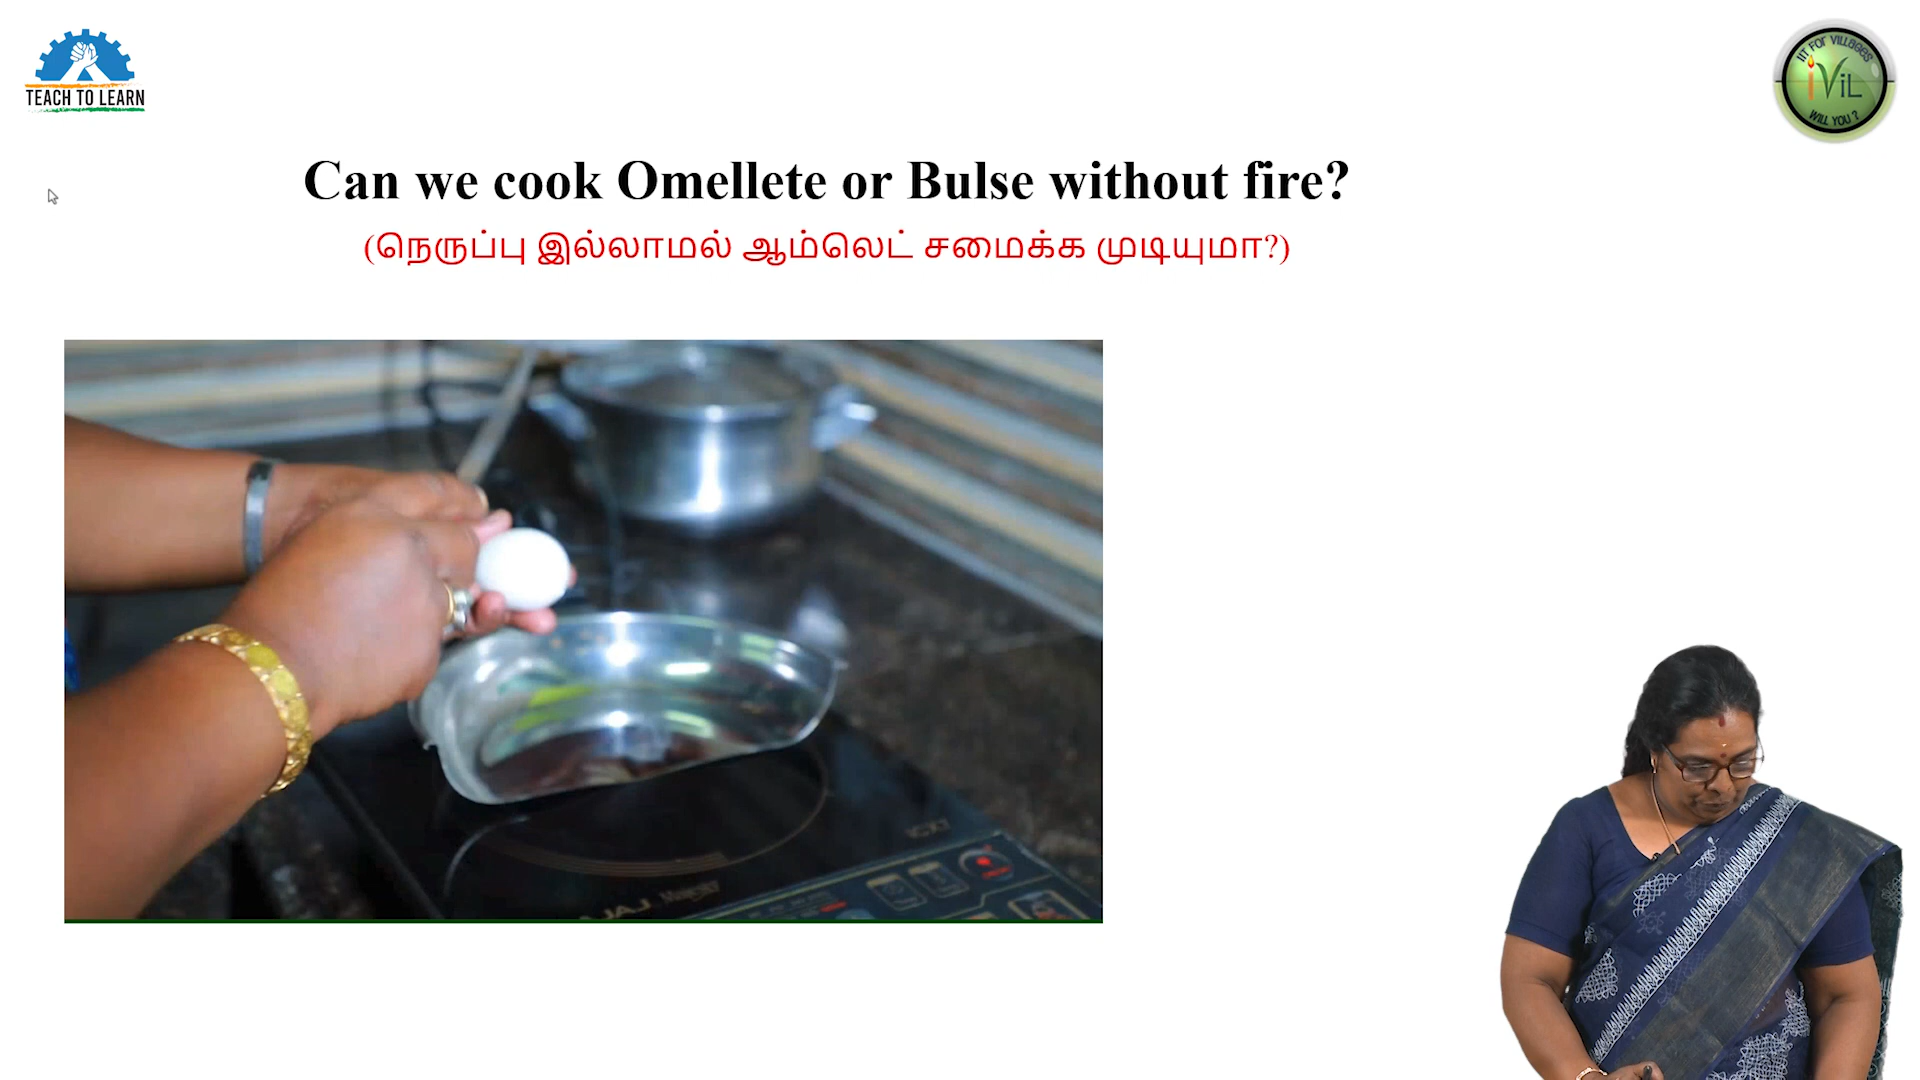 TEACH TO LEARN
IIT FOR VILLAGES
iViL
WILL YOU ?
Can we cook Omellete or Bulse without fire?
(நெருப்பு இல்லாமல் ஆம்லெட் சமைக்க முடியுமா?)